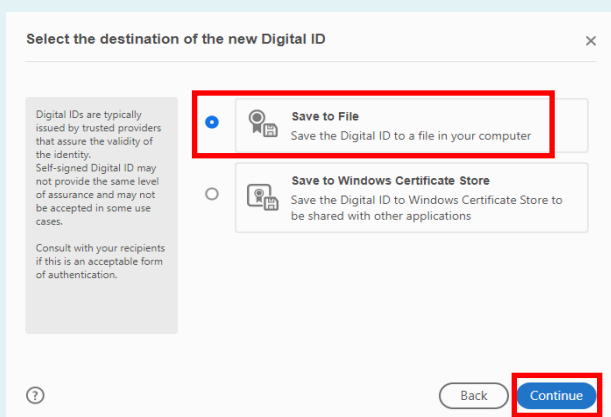 Select the destination of the new Digital ID
Digital IDs are typically
issued by trusted providers
that assure the validity of
the identity.
Self-signed Digital ID may
not provide the same level
of assurance and may not
be accepted in some use
cases.
Consult with your recipients
if this is an acceptable form
of authentication.
Save to File
Save the Digital ID to a file in your computer
Save to Windows Certificate Store
Save the Digital ID to Windows Certificate Store to
be shared with other applications
?
Back
Continue